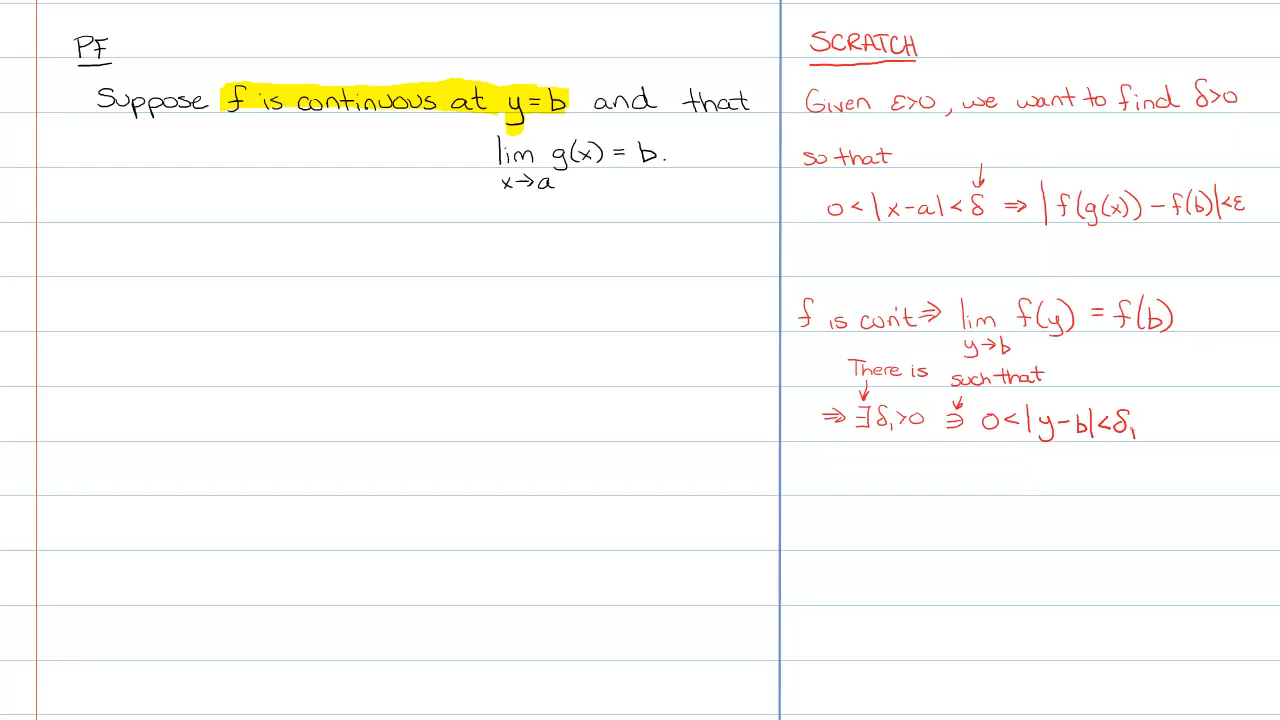 PF
Suppose f is continuous at y=b and that
lim g(x) = b.
x→a
SCRATCH
Given ε>0, we want to find δ>0
so that
0<|x-a|<δ ⇒ |f(g(x)) - f(b)|<ε
f is con't ⇒ lim f(y) = f(b)
y→b
There is such that
⇒ ∃ δ₁>0 ∋ 0<|y-b|<δ₁